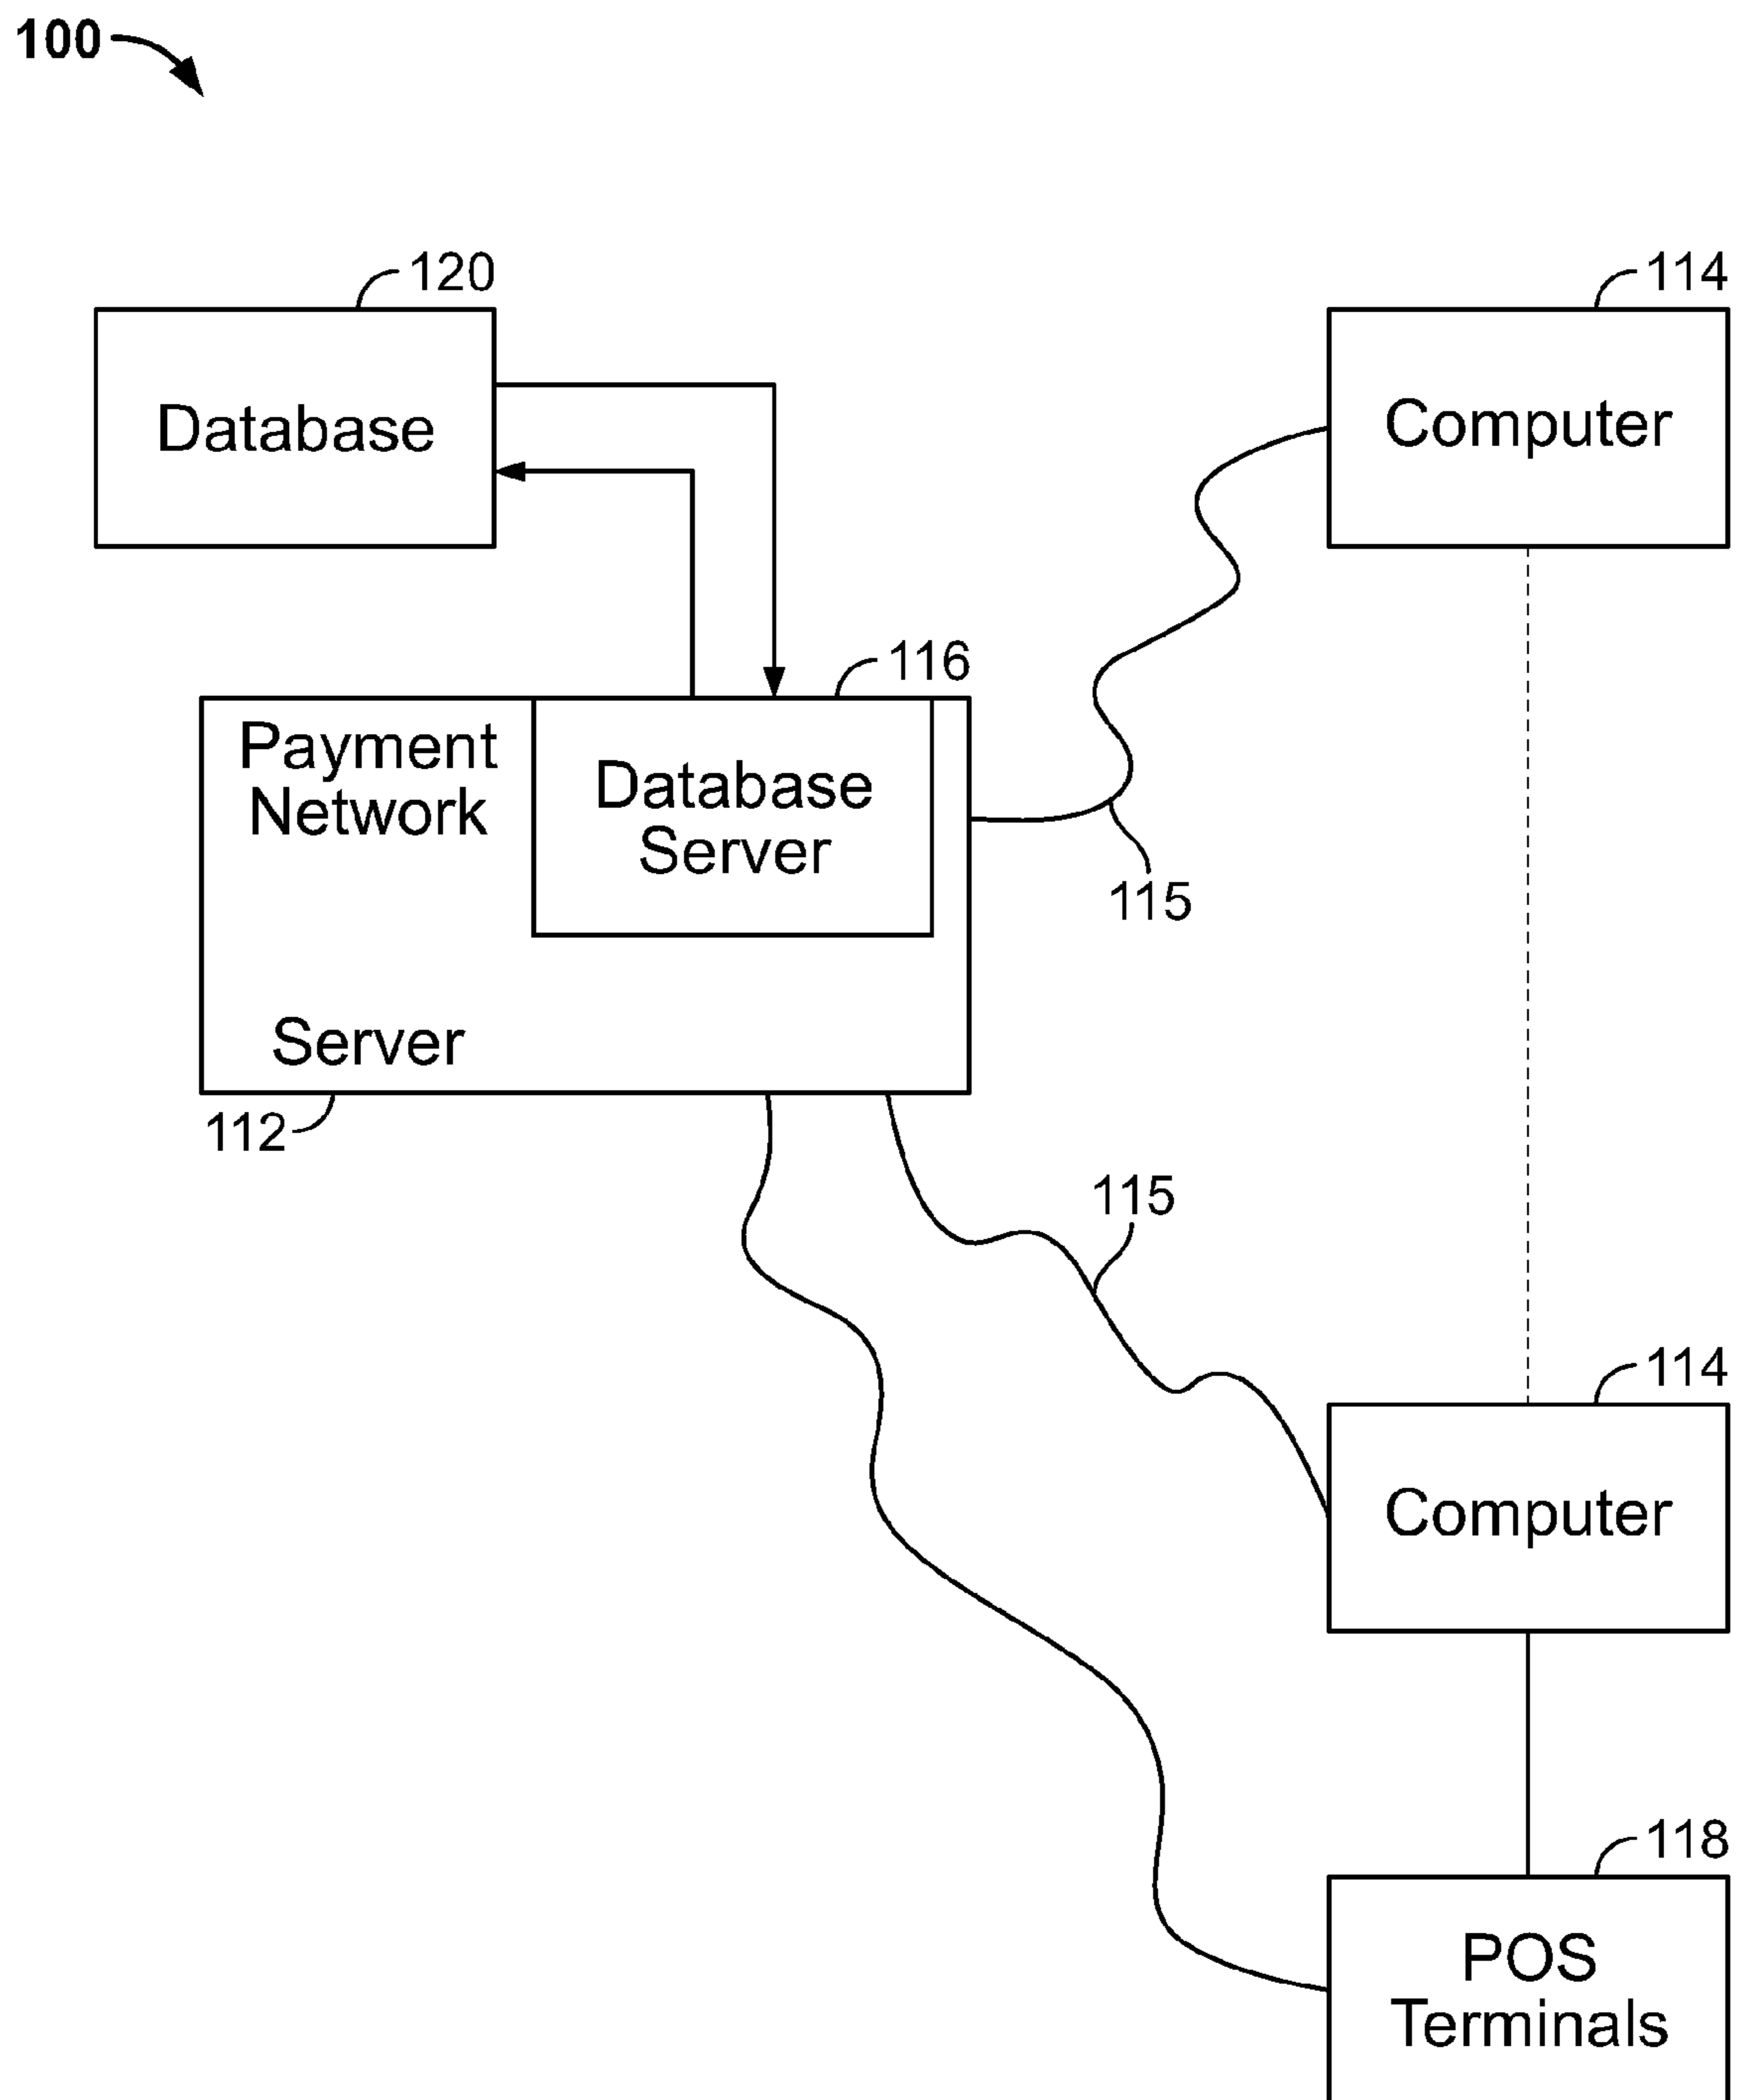 100
120
114
Database
Computer
116
Payment
Network
Database
Server
115
Server
112
115
114
Computer
118
POS
Terminals